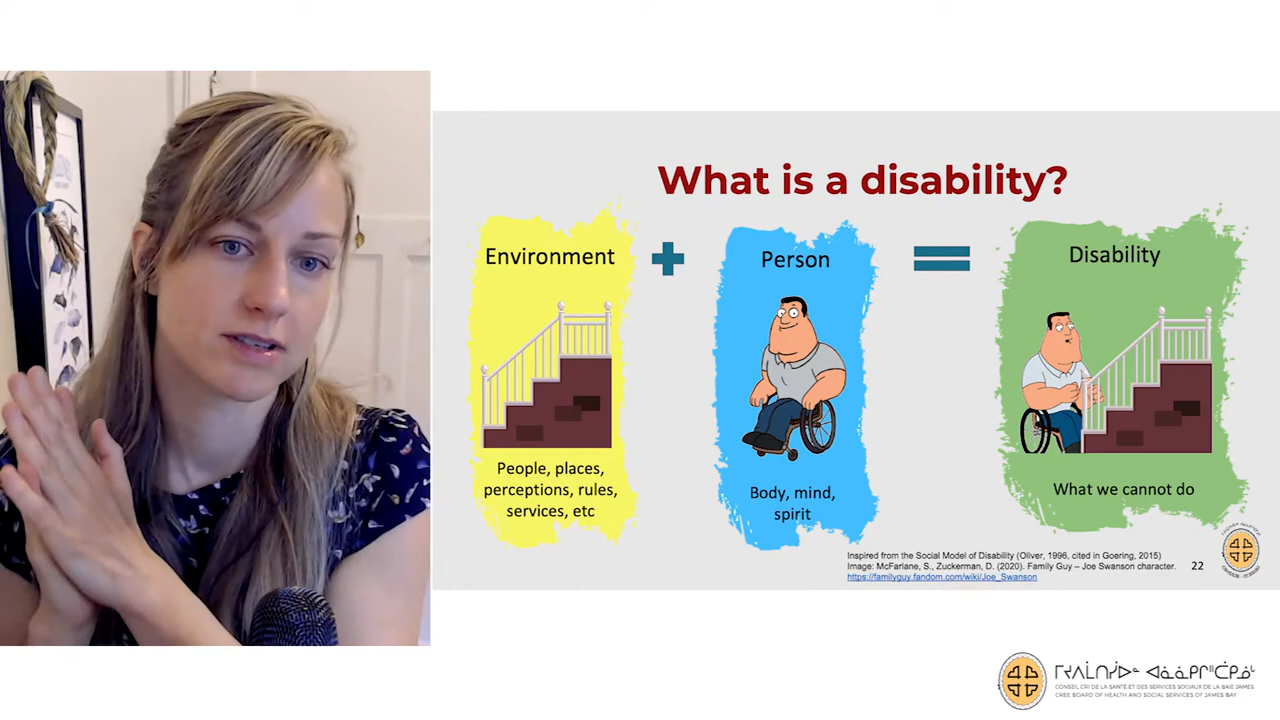 What is a disability?
Environment
People, places,
perceptions, rules,
services, etc
Person
Body, mind,
spirit
Disability
What we cannot do
Inspired from the Social Model of Disability (Oliver, 1996, cited in Goering, 2015)
Image: McFarlane, S., Zuckerman, D. (2020). Family Guy – Joe Swanson character.
https://familyguy.fandom.com/wiki/Joe_Swanson
22
CONSEIL CRI DE LA SANTÉ ET DES SERVICES SOCIAUX DE LA BAIE JAMES
CREE BOARD OF HEALTH AND SOCIAL SERVICES OF JAMES BAY